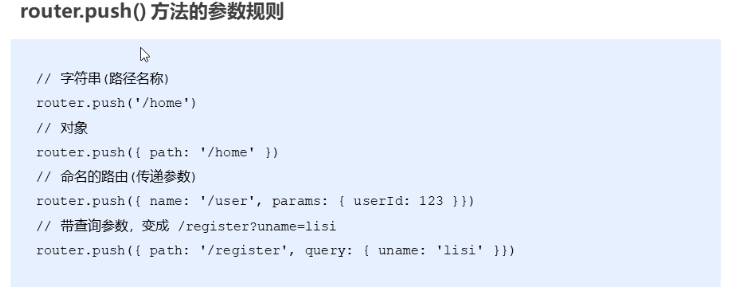 router.push() 方法的参数规则
// 字符串(路径名称)
router.push('/home')
// 对象
router.push({ path: '/home' })
// 命名的路由(传递参数)
router.push({ name: '/user', params: { userId: 123 }})
// 带查询参数，变成 /register?uname=lisi
router.push({ path: '/register', query: { uname: 'lisi' }})